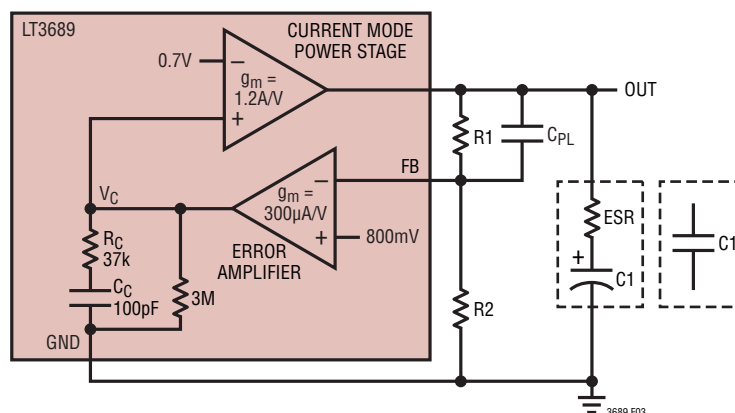 LT3689
CURRENT MODE
POWER STAGE
0.7V
−
gm =
1.2A/V
+
OUT
R1
CPL
FB
VC
−
gm =
300µA/V
+
800mV
ERROR
AMPLIFIER
RC
37k
CC
100pF
3M
GND
R2
ESR
+
C1
C1
3689 F03